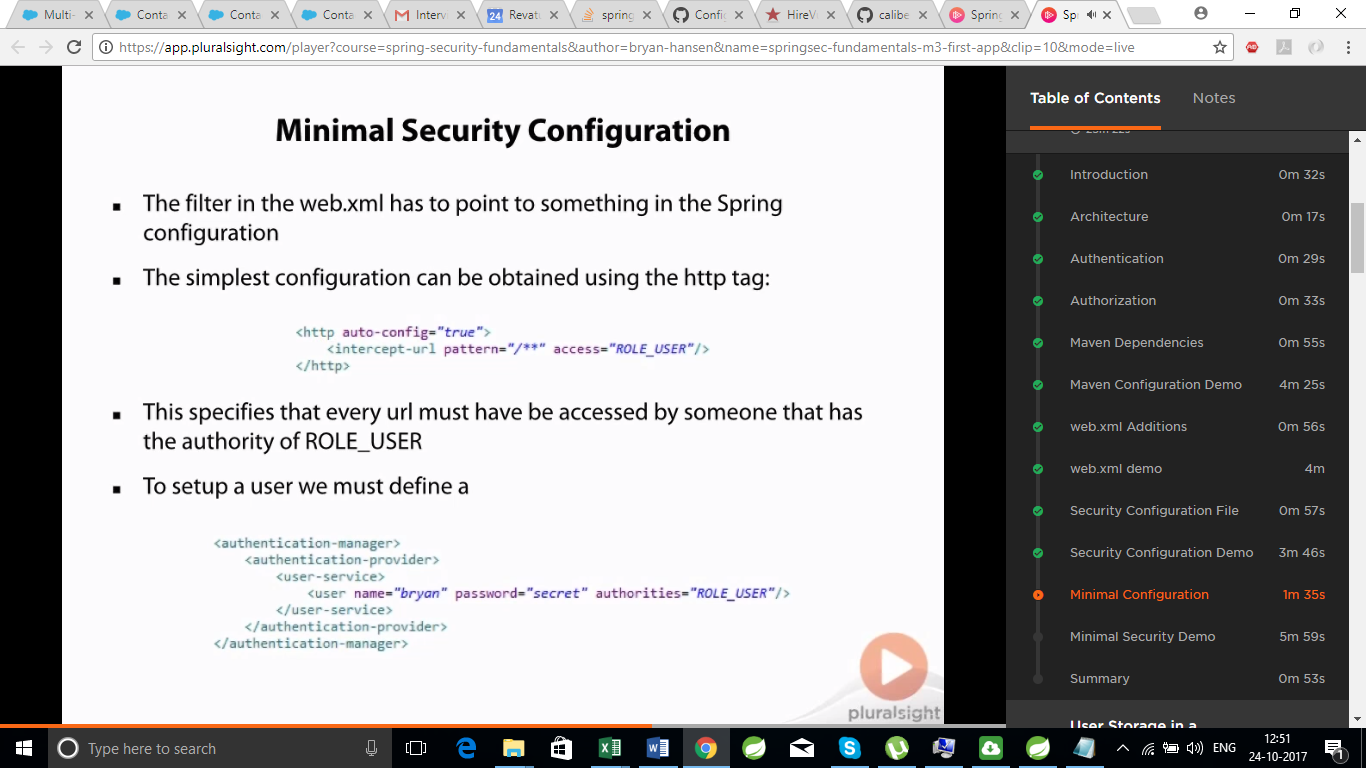 Multi-
Conta
Conta
Conta
Interv
24
Revat
spring
Confi
HireV
calibe
Spring
Sp
https://app.pluralsight.com/player?course=spring-security-fundamentals&author=bryan-hansen&name=springsec-fundamentals-m3-first-app&clip=10&mode=live
Minimal Security Configuration
The filter in the web.xml has to point to something in the Spring
configuration
The simplest configuration can be obtained using the http tag:
<http auto-config="true">
<intercept-url pattern="/**" access="ROLE_USER"/>
</http>
This specifies that every url must have be accessed by someone that has
the authority of ROLE_USER
To setup a user we must define a
<authentication-manager>
<authentication-provider>
<user-service>
<user name="bryan" password="secret" authorities="ROLE_USER"/>
</user-service>
</authentication-provider>
</authentication-manager>
pluralsight
Table of Contents
Notes
Introduction 0m 32s
Architecture 0m 17s
Authentication 0m 29s
Authorization 0m 33s
Maven Dependencies 0m 55s
Maven Configuration Demo 4m 25s
web.xml Additions 0m 56s
web.xml demo 4m
Security Configuration File 0m 57s
Security Configuration Demo 3m 46s
Minimal Configuration 1m 35s
Minimal Security Demo 5m 59s
Summary 0m 53s
User Storage in a
Type here to search
ENG
12:51
24-10-2017
1